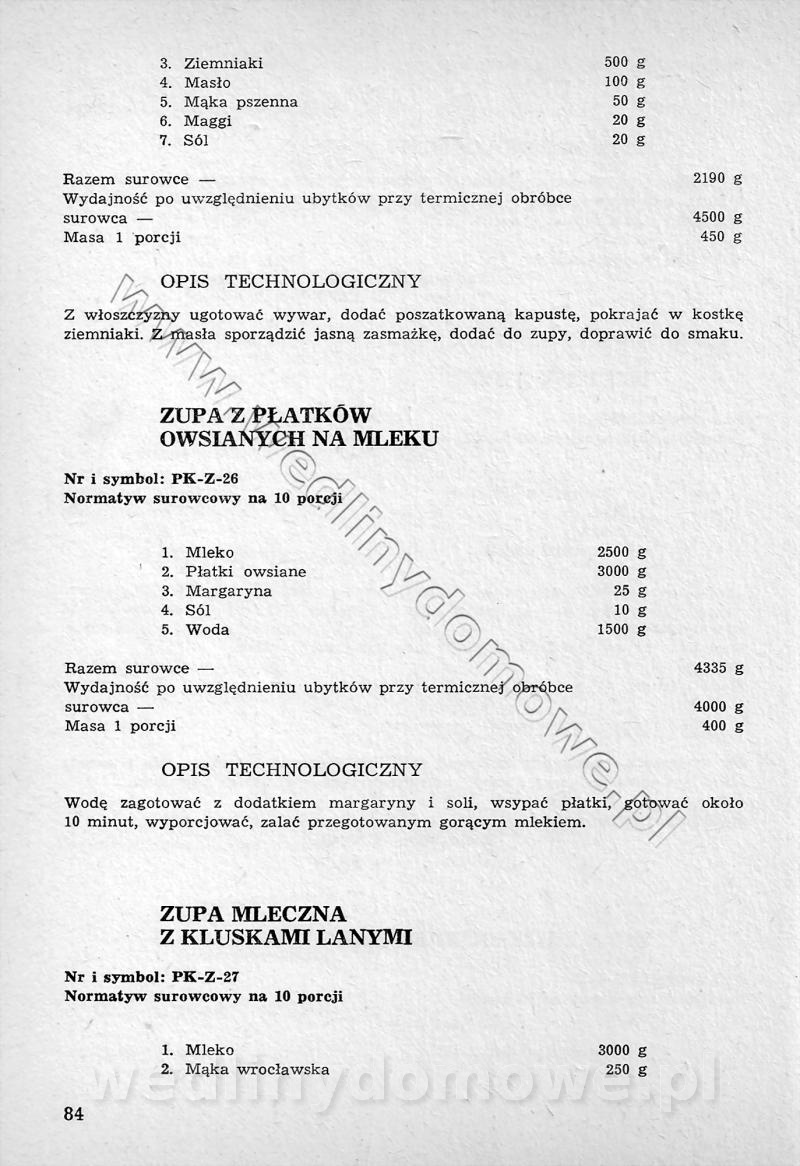 3. Ziemniaki 500 g
4. Masło 100 g
5. Mąka pszenna 50 g
6. Maggi 20 g
7. Sól 20 g
Razem surowce — 2190 g
Wydajność po uwzględnieniu ubytków przy termicznej obróbce
surowca — 4500 g
Masa 1 porcji 450 g
OPIS TECHNOLOGICZNY
Z włoszczyzny ugotować wywar, dodać poszatkowaną kapustę, pokrajać w kostkę
ziemniaki. Z masła sporządzić jasną zasmażkę, dodać do zupy, doprawić do smaku.
ZUPA Z PŁATKÓW
OWSIANYCH NA MLEKU
Nr i symbol: PK-Z-26
Normatyw surowcowy na 10 porcji
1. Mleko 2500 g
2. Płatki owsiane 3000 g
3. Margaryna 25 g
4. Sól 10 g
5. Woda 1500 g
Razem surowce — 4335 g
Wydajność po uwzględnieniu ubytków przy termicznej obróbce
surowca — 4000 g
Masa 1 porcji 400 g
OPIS TECHNOLOGICZNY
Wodę zagotować z dodatkiem margaryny i soli, wsypać płatki, gotować około
10 minut, wyporcjować, zalać przegotowanym gorącym mlekiem.
ZUPA MLECZNA
Z KLUSKAMI LANYMI
Nr i symbol: PK-Z-27
Normatyw surowcowy na 10 porcji
1. Mleko 3000 g
2. Mąka wrocławska 250 g
84
www.wedlinydomowe.pl
wedlinydomowe.pl